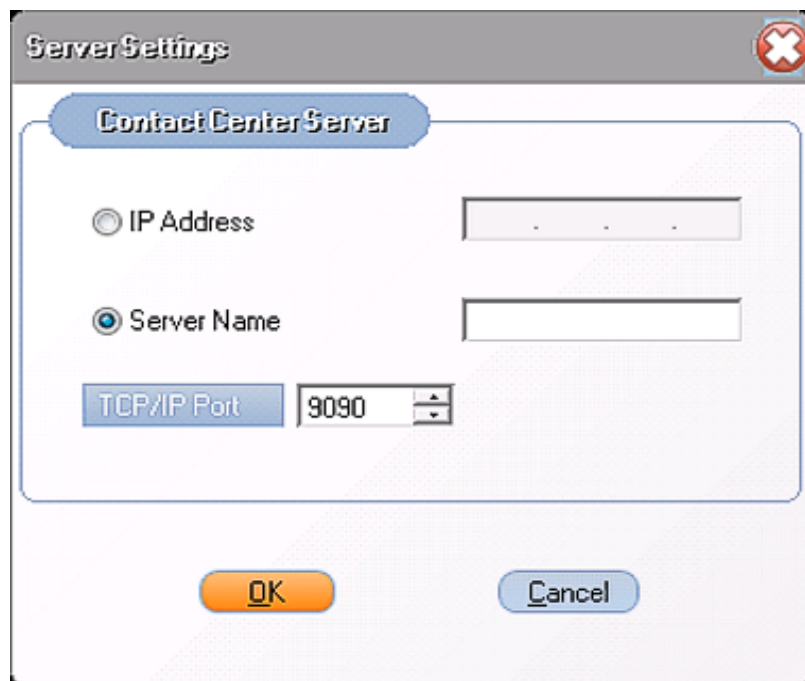 Server Settings
Contact Center Server
IP Address
. . .
Server Name
TCP/IP Port 9090
OK Cancel